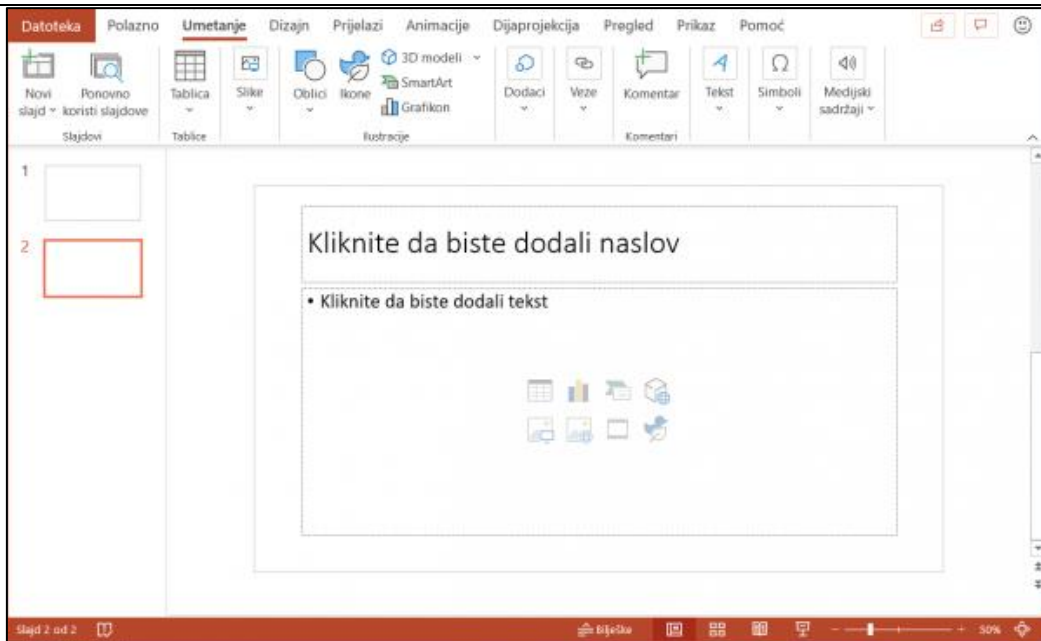 Datoteka Polazno Umetanje Dizajn Prijelazi Animacije Dijaprojekcija Pregled Prikaz Pomoć
Novi slajd
Ponovno koristi slajdove
Tablica
Slike
Oblici
Ikone
3D modeli
SmartArt
Grafikon
Dodaci
Veze
Komentar
Tekst
Simboli
Medijski sadržaji
Slajdovi Tablice Ilustracije Komentari
1
2
Kliknite da biste dodali naslov
• Kliknite da biste dodali tekst
Slajd 2 od 2 Bilješke 50%